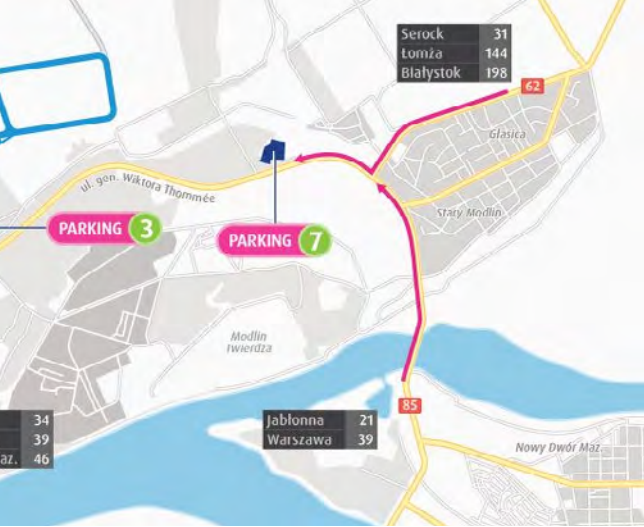 Serock 31
Łomża 144
Białystok 198
62
Glasica
ul. gen. Wiktora Thommée
Stary Modlin
PARKING 3
PARKING 7
Modlin
Twierdza
85
34
39
az. 46
Jabłonna 21
Warszawa 39
Nowy Dwór Maz.